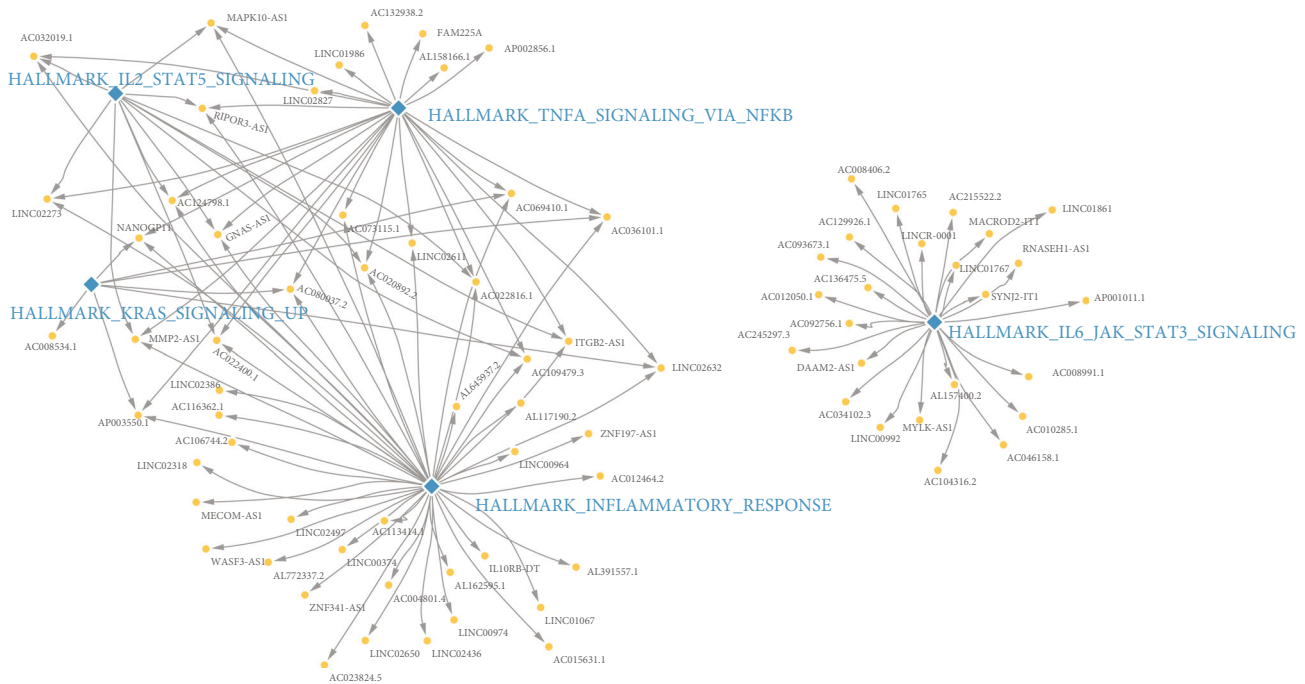 MAPK10-AS1
AC132938.2
FAM225A
AC032019.1
AP002856.1
LINC01986
AL158166.1
HALLMARK_IL2_STAT5_SIGNALING
LINC02827
RIPOR3-AS1
HALLMARK_TNFA_SIGNALING_VIA_NFKB
LINC02273
AC124798.1
NANOGP11
GNAS-AS1
AC073115.1
AC069410.1
AC036101.1
LINC02611
AC020892.2
AC080037.2
AC022816.1
HALLMARK_KRAS_SIGNALING_UP
AC008534.1
MMP2-AS1
AC022400.1
ITGB2-AS1
LINC02632
AC109479.3
AL645937.2
LINC02386
AC116362.1
AP003550.1
AL117190.2
AC106744.2
ZNF197-AS1
LINC02318
LINC00964
AC012464.2
HALLMARK_INFLAMMATORY_RESPONSE
MECOM-AS1
LINC02497
AC113414.1
WASF3-AS1
LINC00374
AL772337.2
IL10RB-DT
AL391557.1
AL162595.1
AC004801.4
ZNF341-AS1
LINC01067
LINC00974
LINC02650
LINC02436
AC015631.1
AC023824.5
AC008406.2
LINC01765
AC215522.2
LINC01861
AC129926.1
MACROD2-IT1
LINCR-0001
AC093673.1
RNASEH1-AS1
LINC01767
AC136475.5
AC012050.1
SYNJ2-IT1
AP001011.1
AC092756.1
AC245297.3
HALLMARK_IL6_JAK_STAT3_SIGNALING
DAAM2-AS1
AC008991.1
AL157400.2
AC034102.3
MYLK-AS1
AC010285.1
LINC00992
AC046158.1
AC104316.2